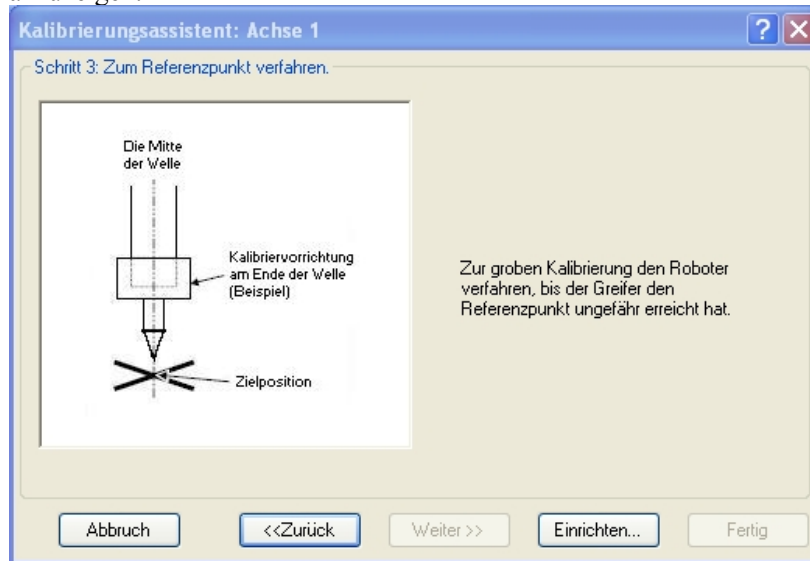 Kalibrierungsassistent: Achse 1
Schritt 3: Zum Referenzpunkt verfahren.
Die Mitte
der Welle
Kalibriervorrichtung
am Ende der Welle
(Beispiel)
Zielposition
Zur groben Kalibrierung den Roboter
verfahren, bis der Greifer den
Referenzpunkt ungefähr erreicht hat.
Abbruch
<<Zurück
Weiter >>
Einrichten...
Fertig